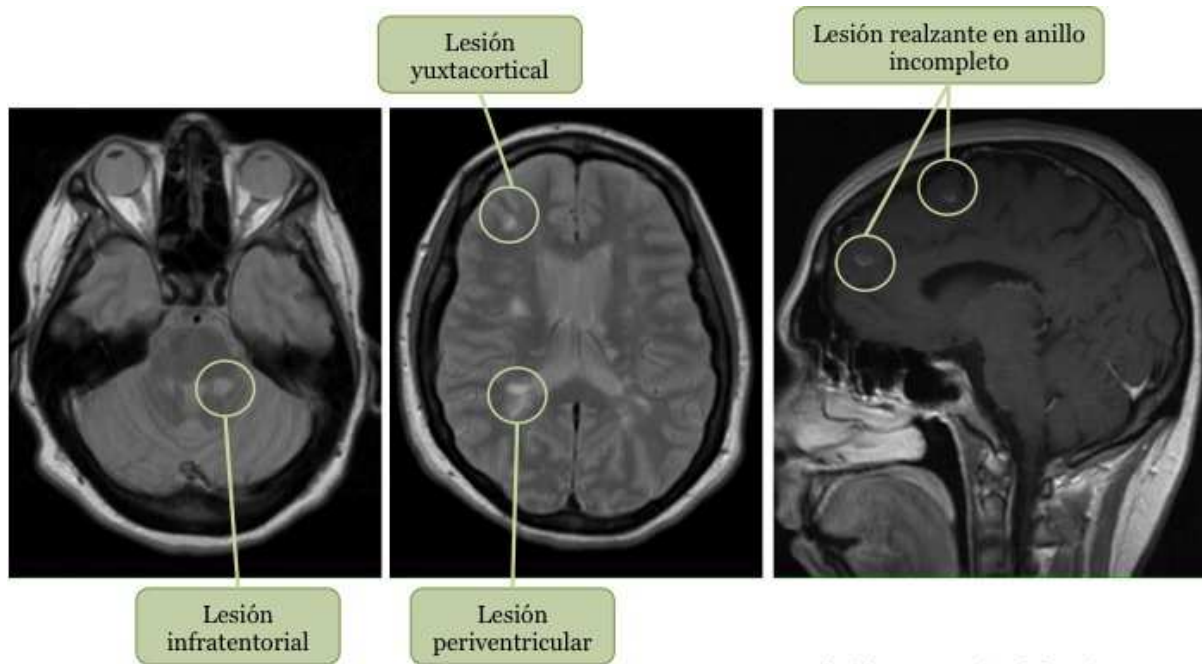 Lesión
yuxtacortical
Lesión realzante en anillo
incompleto
Lesión
infratentorial
Lesión
periventricular